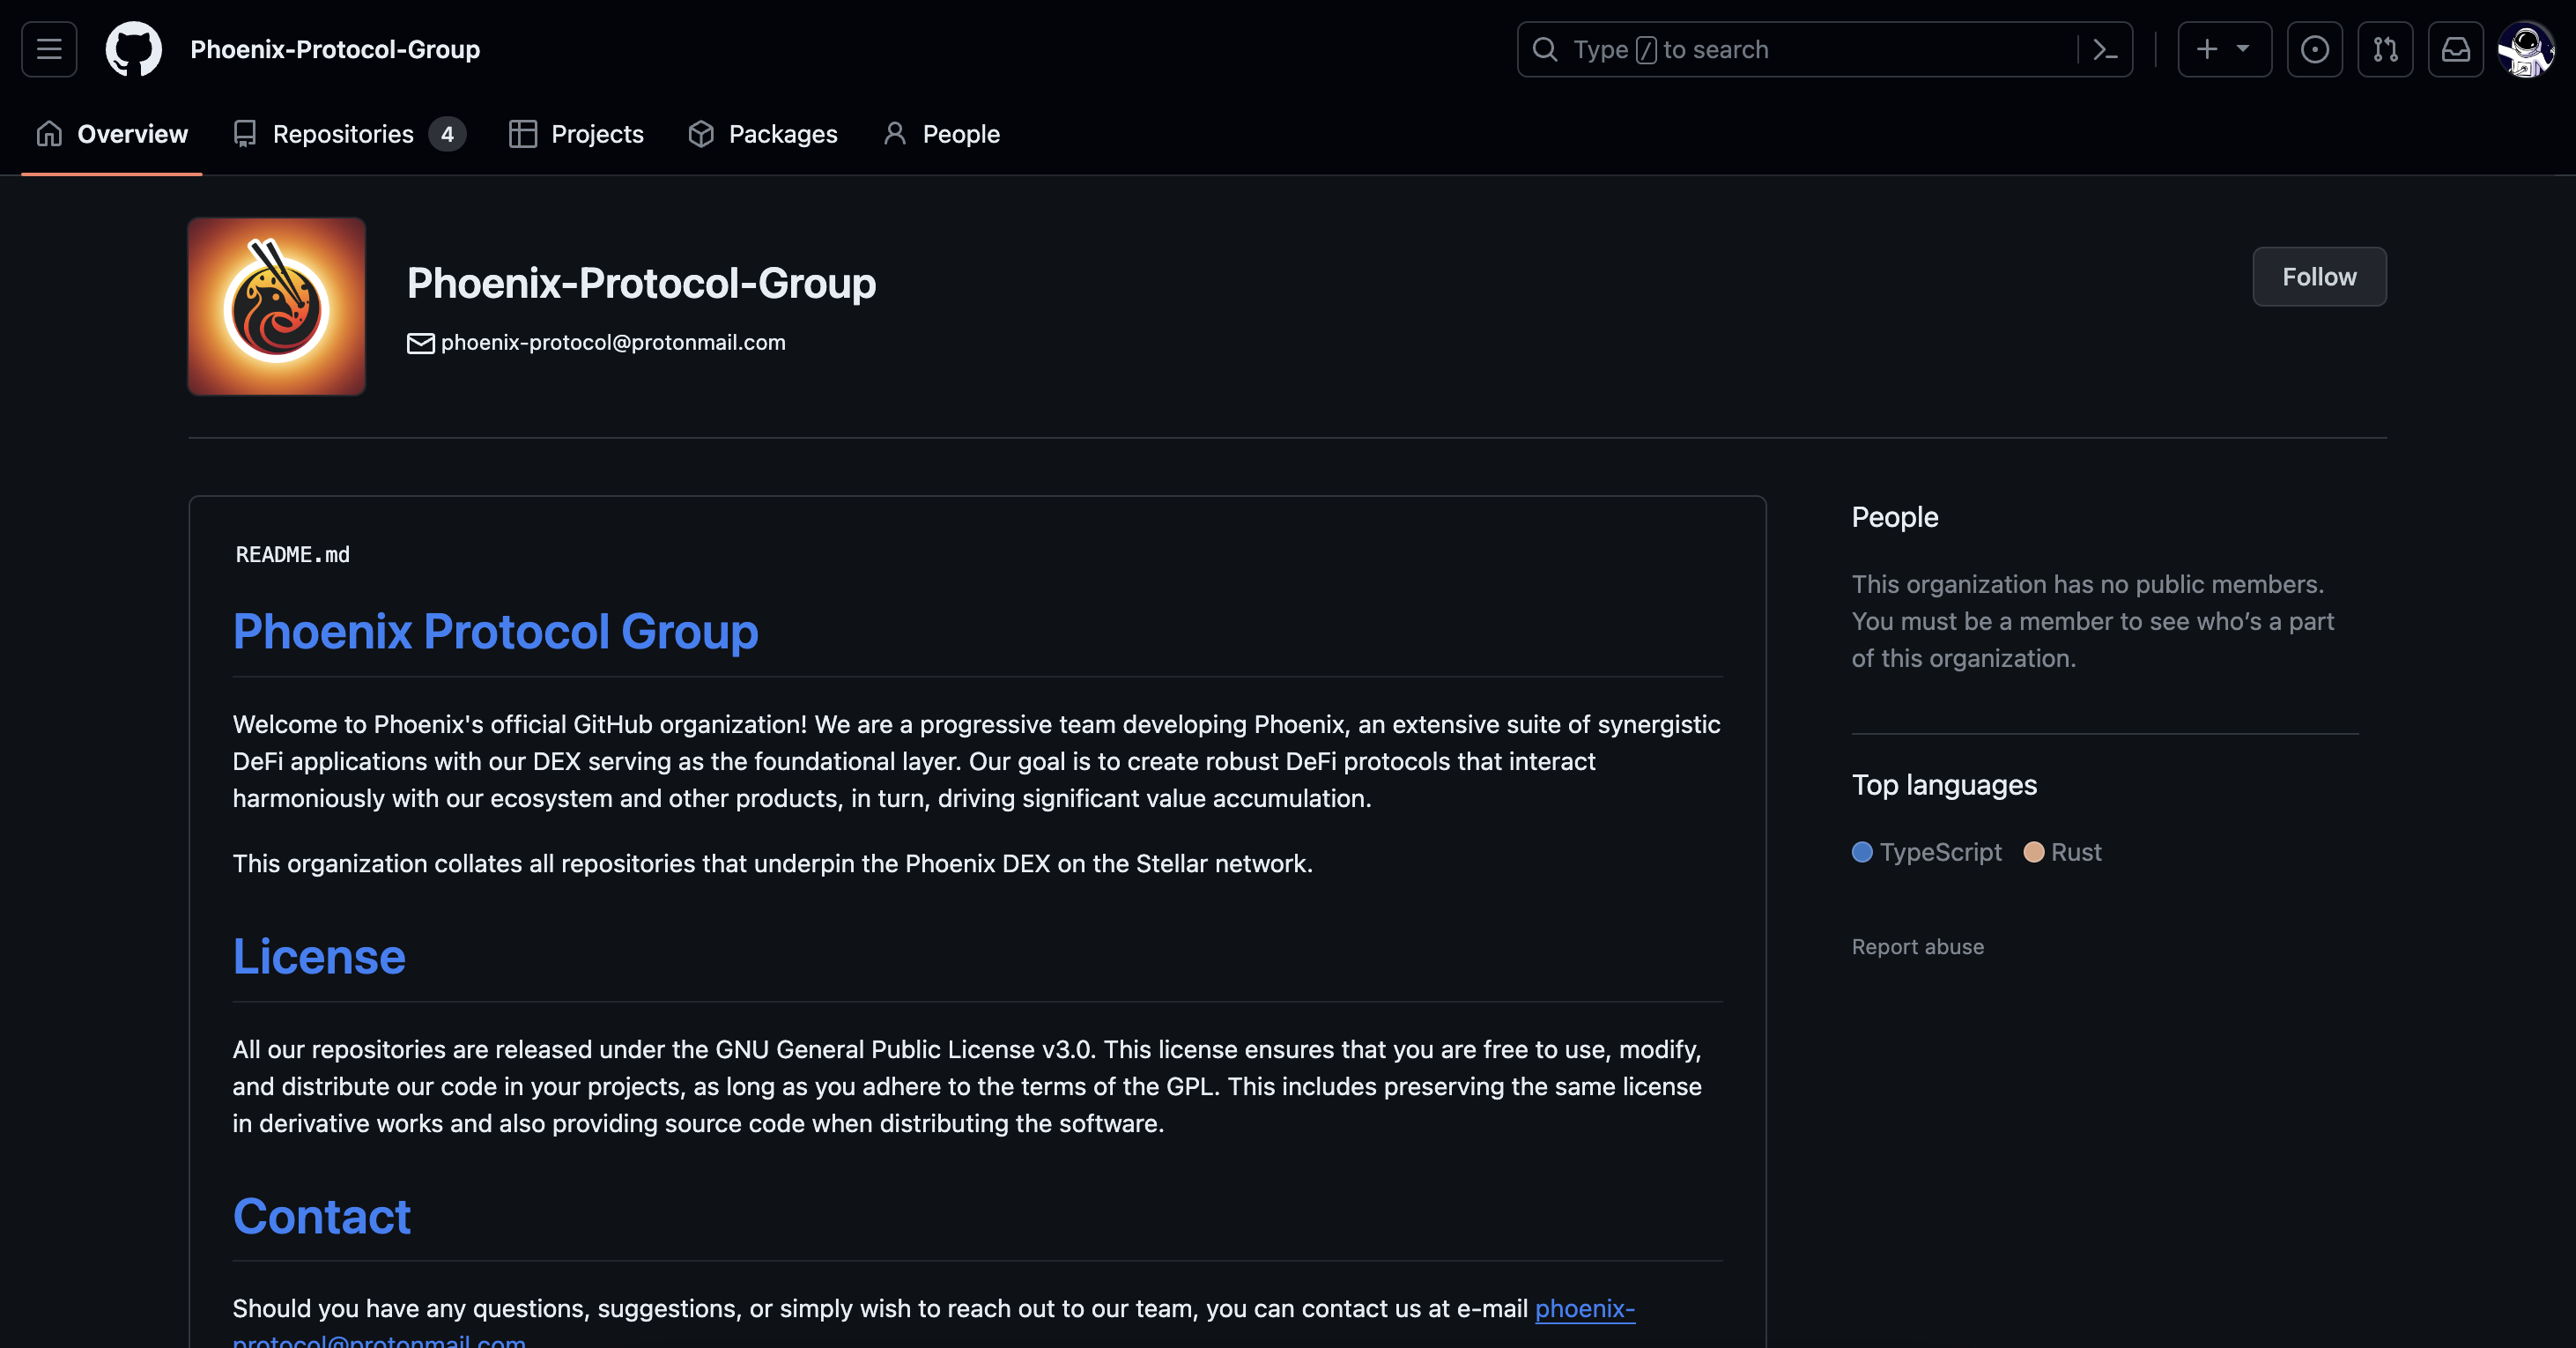 Phoenix-Protocol-Group
Type / to search
Overview
Repositories 4
Projects
Packages
People
Phoenix-Protocol-Group
phoenix-protocol@protonmail.com
Follow
README.md
Phoenix Protocol Group
Welcome to Phoenix's official GitHub organization! We are a progressive team developing Phoenix, an extensive suite of synergistic
DeFi applications with our DEX serving as the foundational layer. Our goal is to create robust DeFi protocols that interact
harmoniously with our ecosystem and other products, in turn, driving significant value accumulation.
This organization collates all repositories that underpin the Phoenix DEX on the Stellar network.
License
All our repositories are released under the GNU General Public License v3.0. This license ensures that you are free to use, modify,
and distribute our code in your projects, as long as you adhere to the terms of the GPL. This includes preserving the same license
in derivative works and also providing source code when distributing the software.
Contact
Should you have any questions, suggestions, or simply wish to reach out to our team, you can contact us at e-mail phoenix-
protocol@protonmail.com
People
This organization has no public members.
You must be a member to see who’s a part
of this organization.
Top languages
TypeScript
Rust
Report abuse